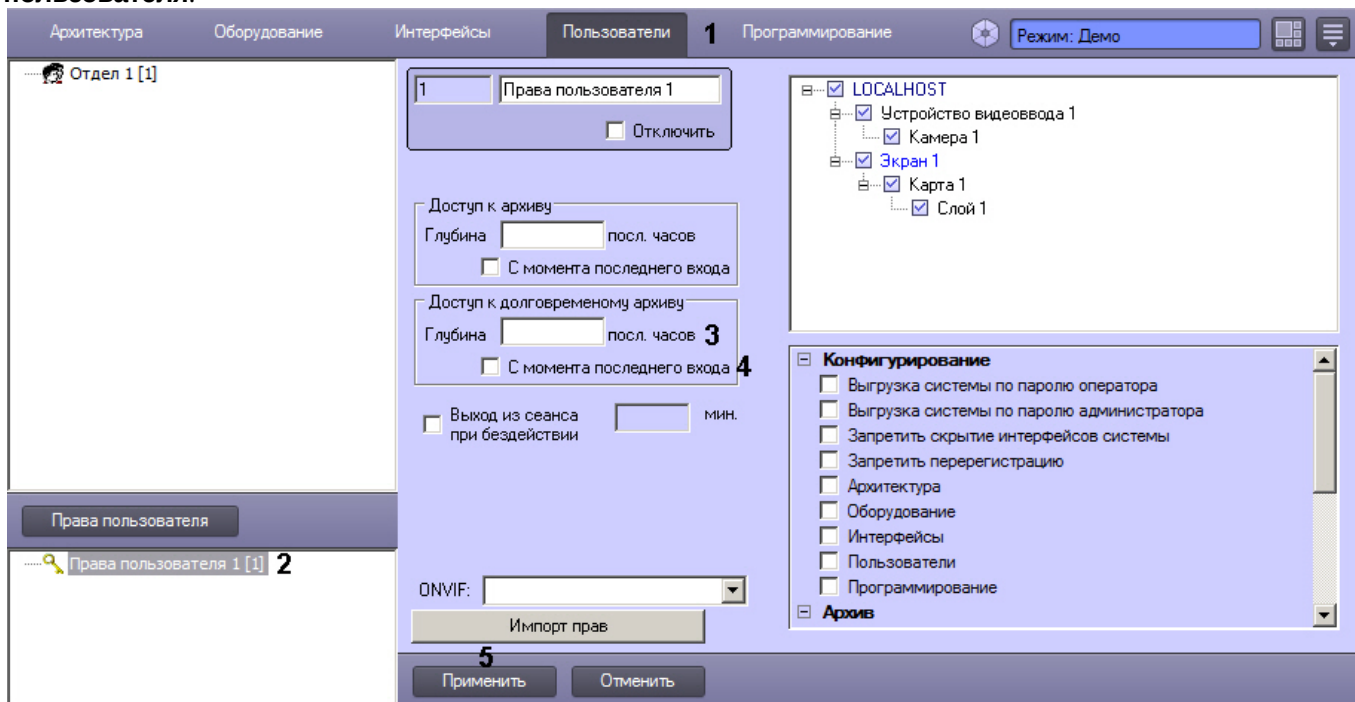 пользователя.
Архитектура Оборудование Интерфейсы Пользователи 1 Программирование Режим: Демо
Отдел 1 [1]
1 Права пользователя 1
Отключить
Доступ к архиву
Глубина посл. часов
С момента последнего входа
Доступ к долговременому архиву
Глубина посл. часов 3
С момента последнего входа 4
Выход из сеанса
при бездействии
мин.
ONVIF:
Импорт прав
5
Применить Отменить
LOCALHOST
Устройство видеоввода 1
Камера 1
Экран 1
Карта 1
Слой 1
Конфигурирование
Выгрузка системы по паролю оператора
Выгрузка системы по паролю администратора
Запретить скрытие интерфейсов системы
Запретить перерегистрацию
Архитектура
Оборудование
Интерфейсы
Пользователи
Программирование
Архив
Права пользователя
Права пользователя 1 [1] 2